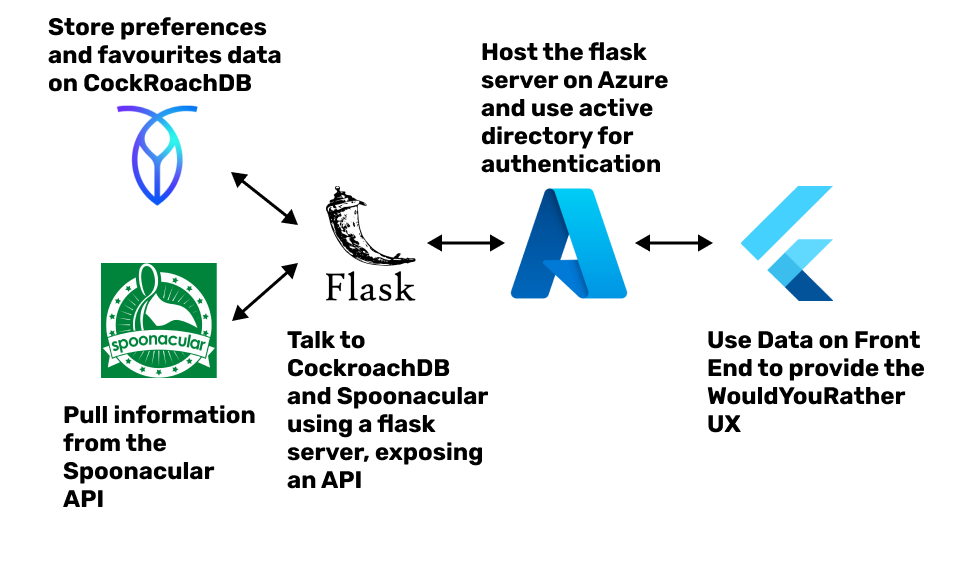 Store preferences
and favourites data
on CockRoachDB
Host the flask
server on Azure
and use active
directory for
authentication
Flask
spoonacular
Talk to
CockroachDB
and Spoonacular
using a flask
server, exposing
an API
Use Data on Front
End to provide the
WouldYouRather
UX
Pull information
from the
Spoonacular
API